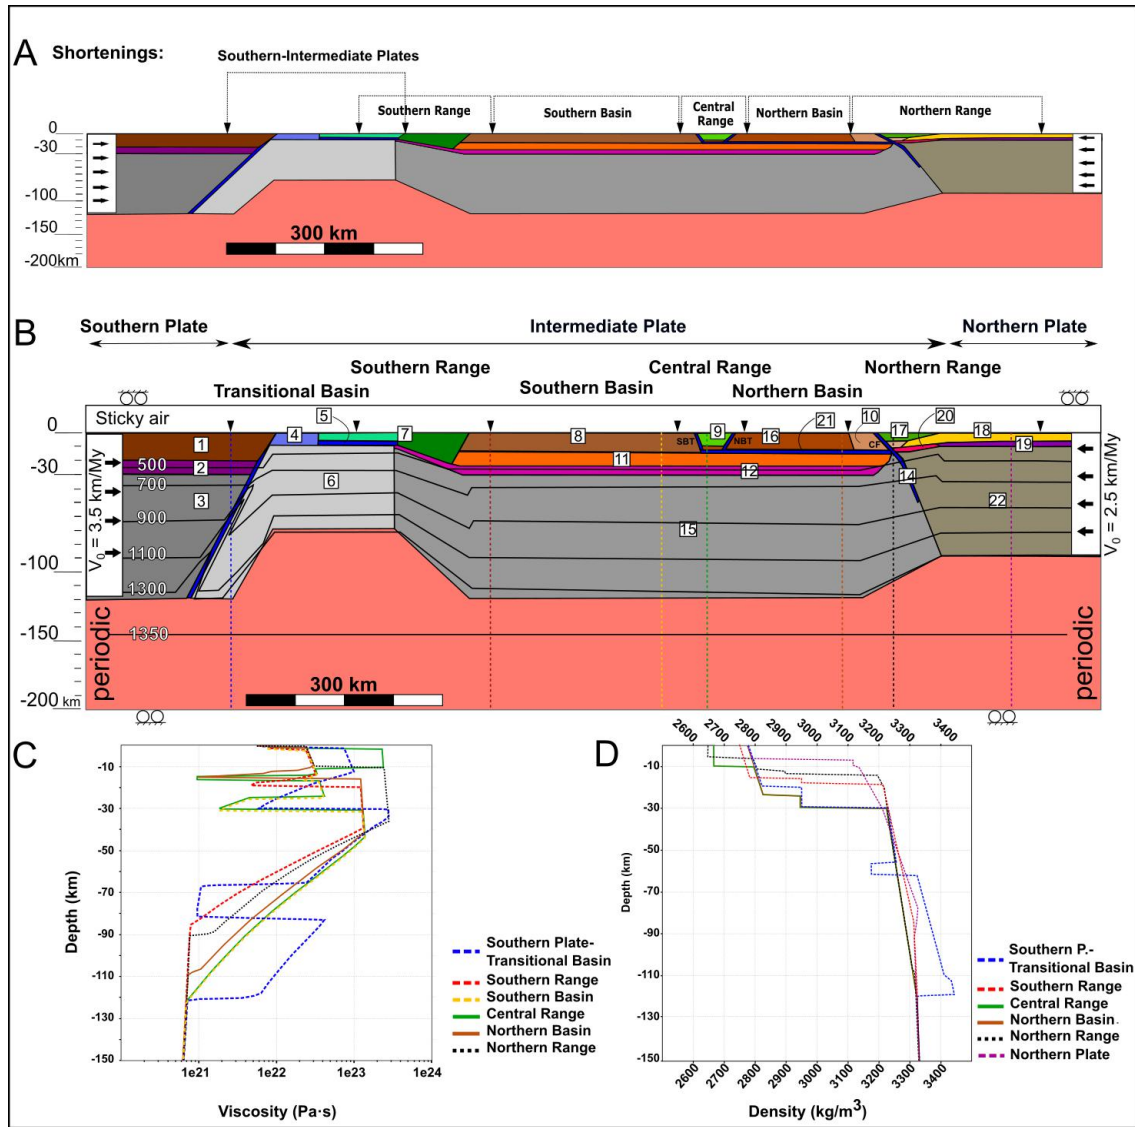 A
Shortenings:
Southern-Intermediate Plates
Southern Range
Southern Basin
Central Range
Northern Basin
Northern Range
0
-30
-100
-150
-200km
300 km
B
Southern Plate
Intermediate Plate
Northern Plate
Southern Range
Central Range
Northern Range
Transitional Basin
Southern Basin
Northern Basin
Sticky air
5
21
10
20
0
1
4
7
8
SBT
9
NBT
16
CF
17
18
19
-30
500
2
11
12
700
6
14
3
22
900
15
1100
-100
1300
V₀ = 3.5 km/My
V₀ = 2.5 km/My
periodic
periodic
1350
-150
-200 km
300 km
C
-10
-30
-50
-70
-90
-110
-130
-150
Depth (km)
1e21
1e22
1e23
1e24
Viscosity (Pa·s)
Southern Plate-
Transitional Basin
Southern Range
Southern Basin
Central Range
Northern Basin
Northern Range
D
2600
2700
2800
2900
3000
3100
3200
3300
3400
-10
-30
-50
-70
-90
-110
-130
-150
Depth (km)
2600
2700
2800
2900
3000
3100
3200
3300
3400
Density (kg/m³)
Southern P.-
Transitional Basin
Southern Range
Central Range
Northern Basin
Northern Range
Northern Plate